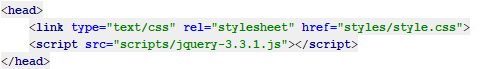 <head>
    <link type="text/css" rel="stylesheet" href="styles/style.css">
    <script src="scripts/jquery-3.3.1.js"></script>
</head>